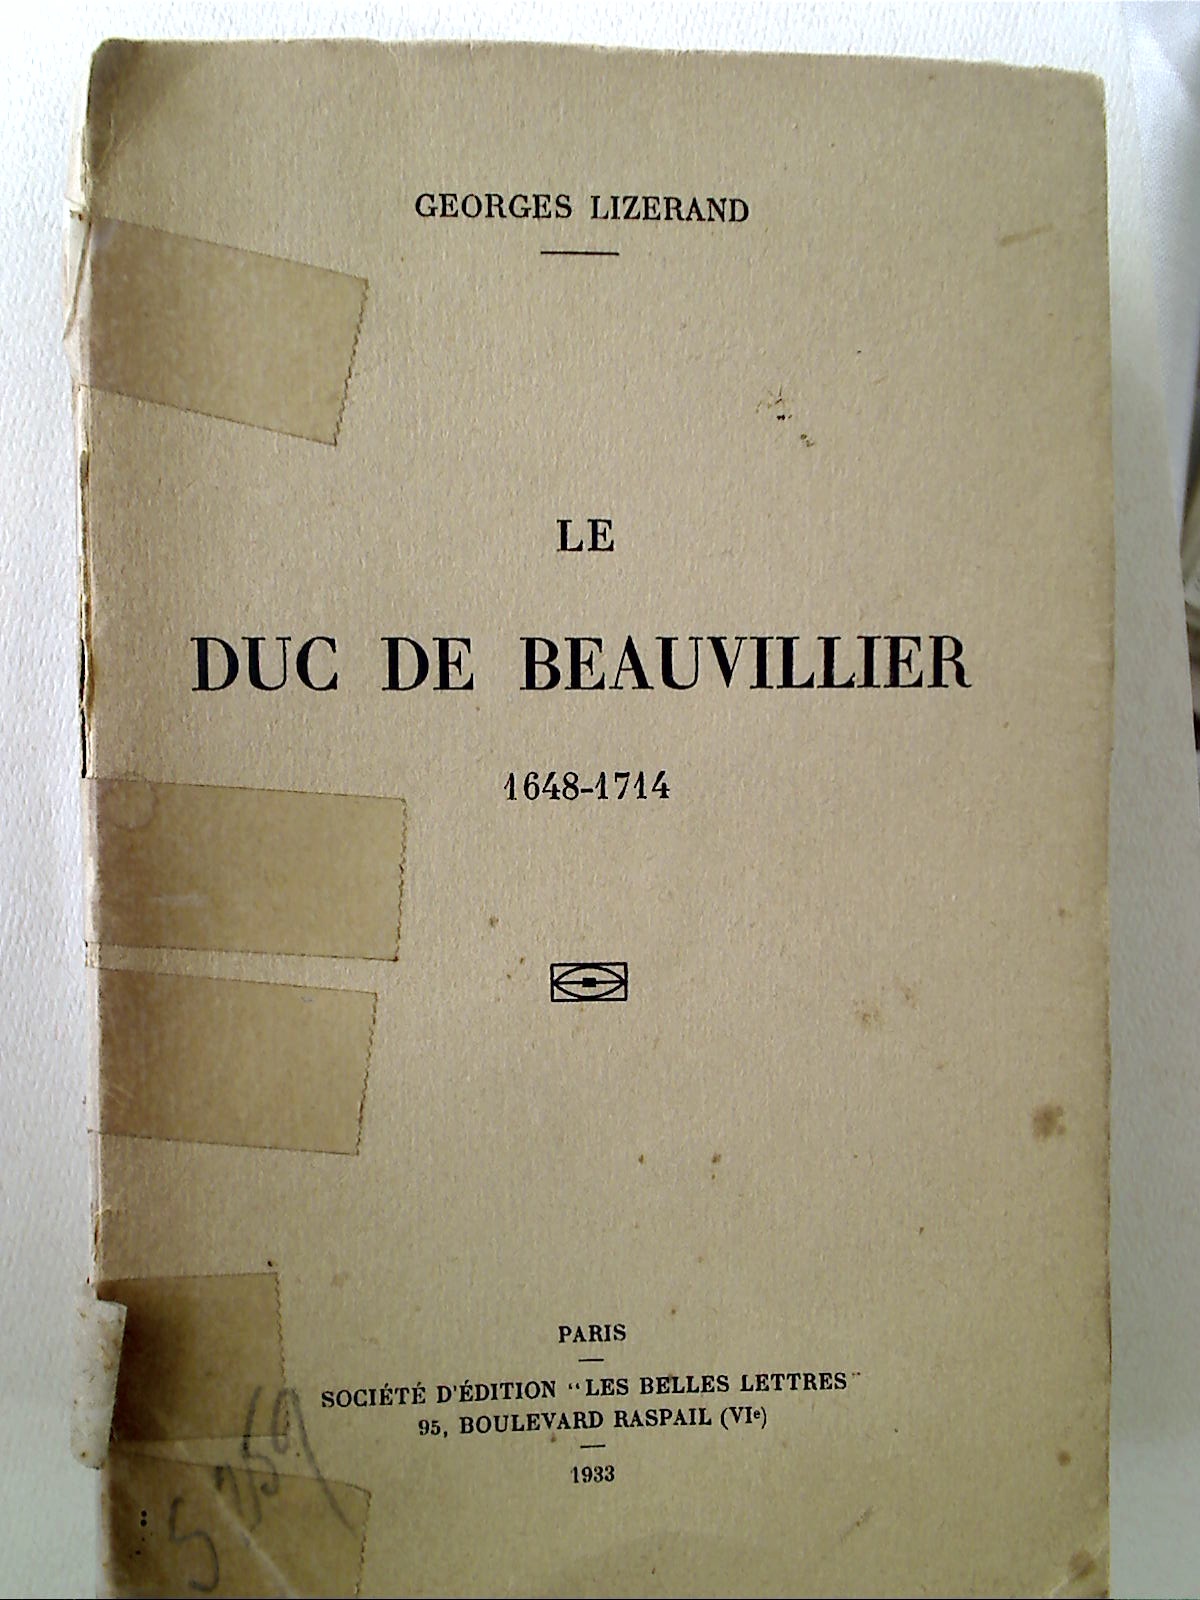 GEORGES LIZERAND
LE
DUC DE BEAUVILLIER
1648-1714
PARIS
SOCIÉTÉ D'ÉDITION "LES BELLES LETTRES"
95, BOULEVARD RASPAIL (VIe)
1933